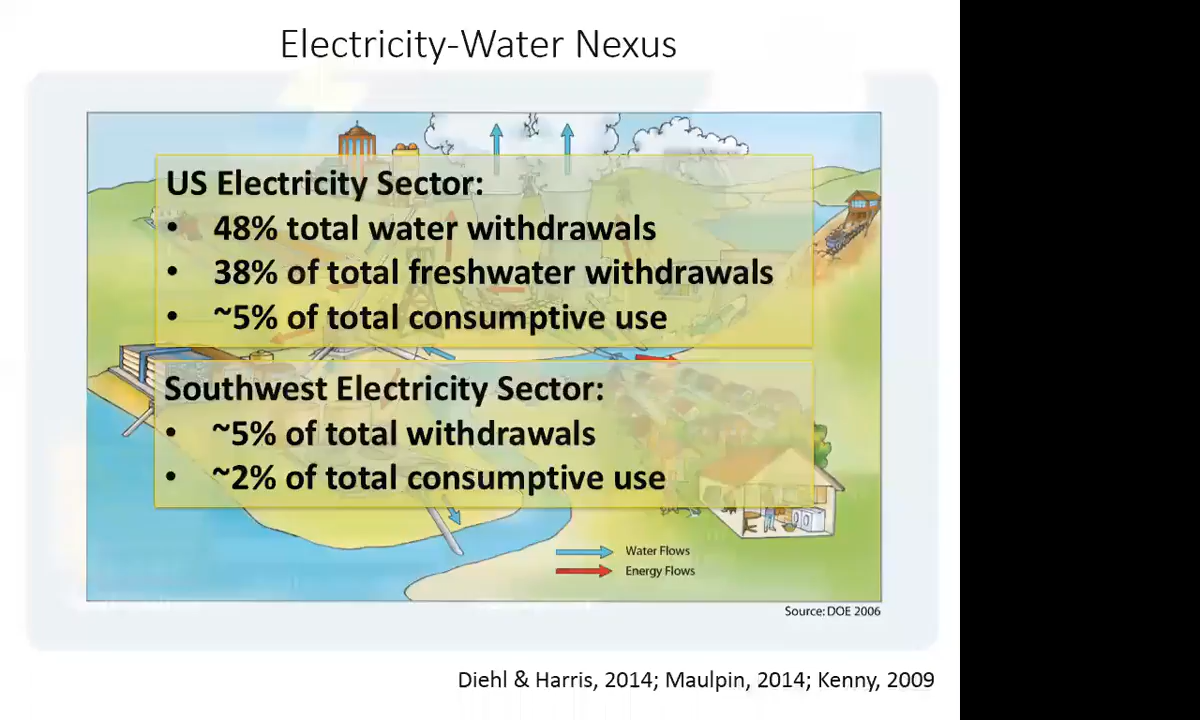 Electricity-Water Nexus
US Electricity Sector:
• 48% total water withdrawals
• 38% of total freshwater withdrawals
• ~5% of total consumptive use
Southwest Electricity Sector:
• ~5% of total withdrawals
• ~2% of total consumptive use
Water Flows
Energy Flows
Source: DOE 2006
Diehl & Harris, 2014; Maulpin, 2014; Kenny, 2009